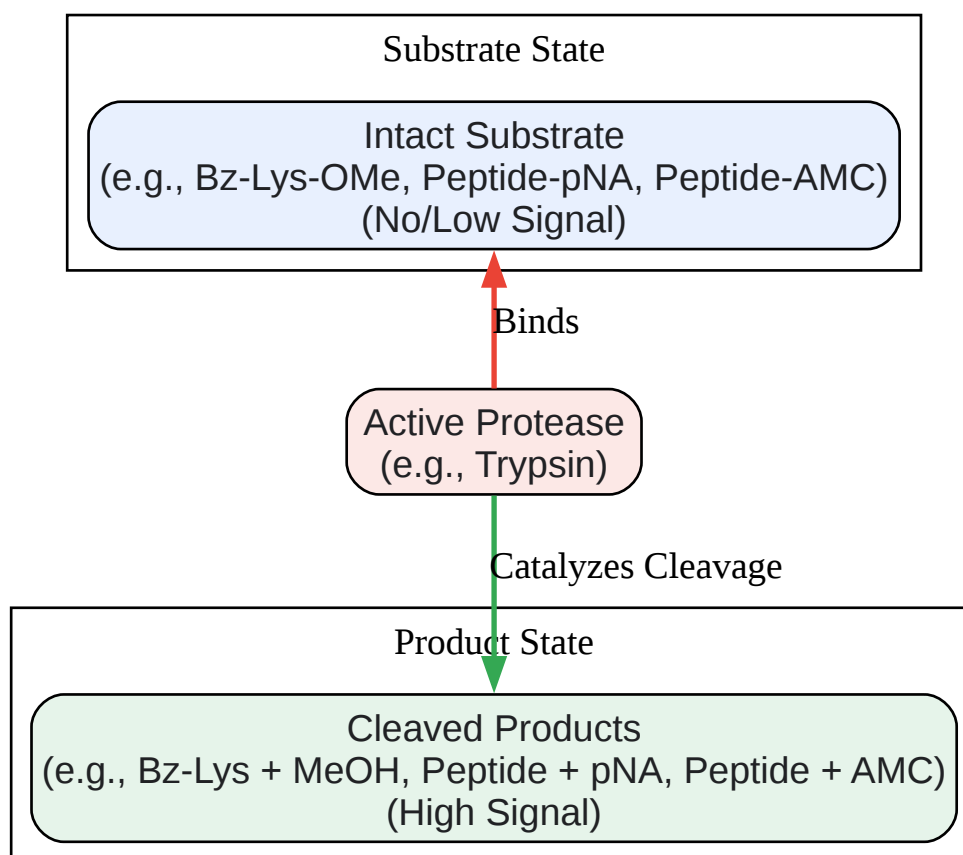 Substrate State
Intact Substrate
(e.g., Bz-Lys-OMe, Peptide-pNA, Peptide-AMC)
(No/Low Signal)
Binds
Active Protease
(e.g., Trypsin)
Catalyzes Cleavage
Product State
Cleaved Products
(e.g., Bz-Lys + MeOH, Peptide + pNA, Peptide + AMC)
(High Signal)